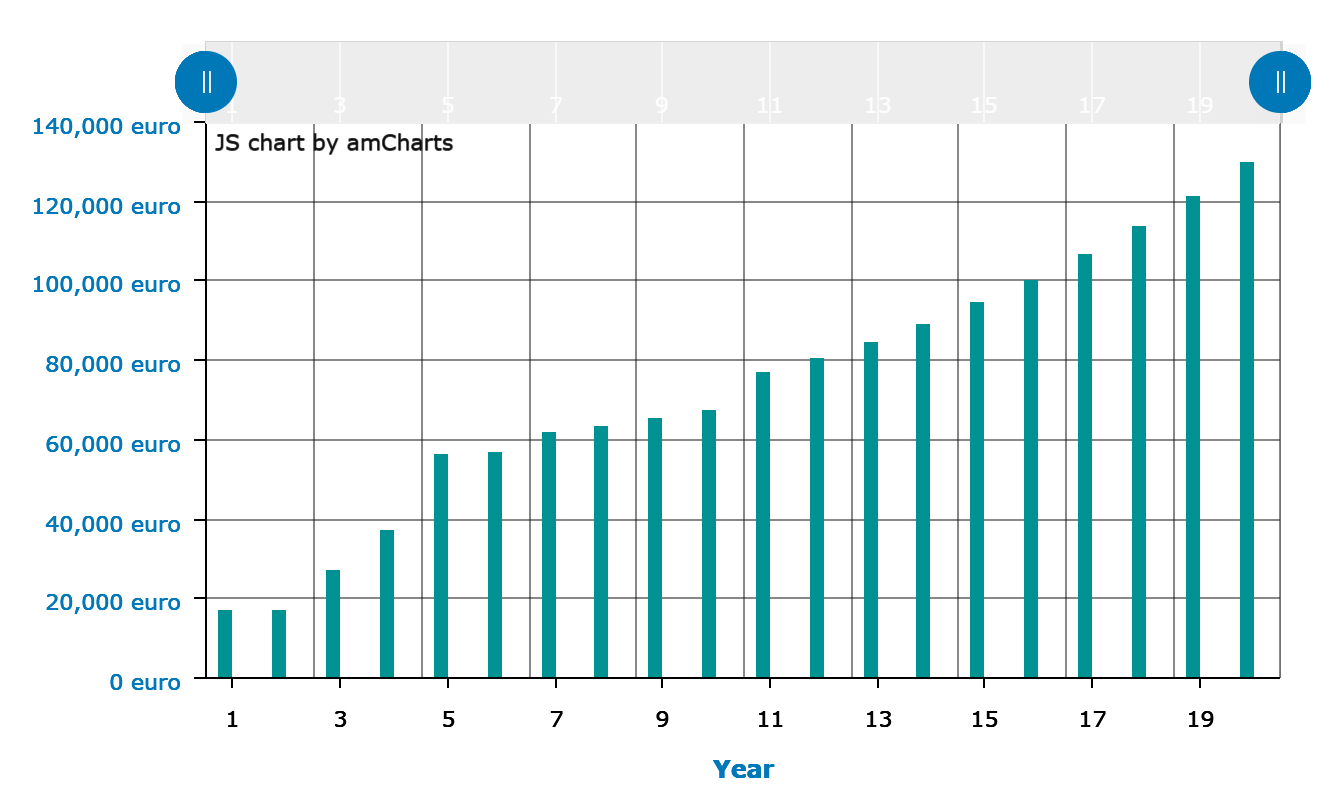 1 3 5 7 9 11 13 15 17 19
140,000 euro
JS chart by amCharts
120,000 euro
100,000 euro
80,000 euro
60,000 euro
40,000 euro
20,000 euro
0 euro
1 3 5 7 9 11 13 15 17 19
Year